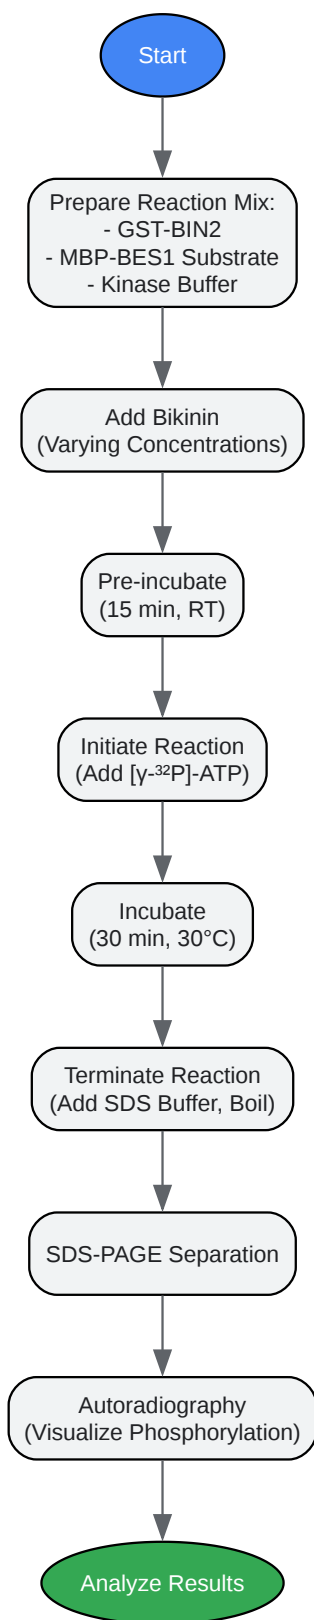 Start
Prepare Reaction Mix:
- GST-BIN2
- MBP-BES1 Substrate
- Kinase Buffer
Add Bikinin
(Varying Concentrations)
Pre-incubate
(15 min, RT)
Initiate Reaction
(Add [γ-³²P]-ATP)
Incubate
(30 min, 30°C)
Terminate Reaction
(Add SDS Buffer, Boil)
SDS-PAGE Separation
Autoradiography
(Visualize Phosphorylation)
Analyze Results